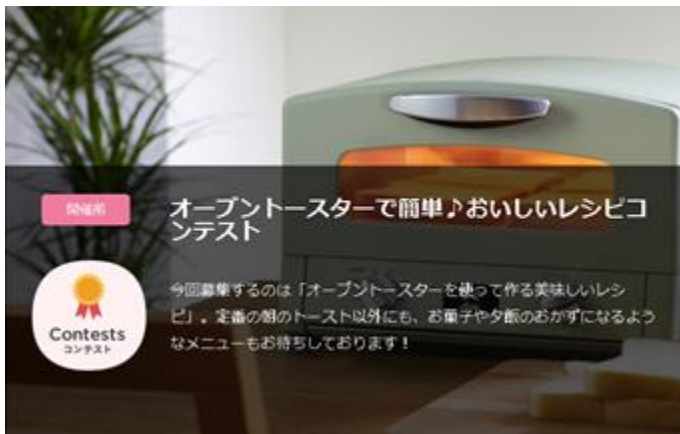 開催前
オーブントースターで簡単♪おいしいレシピコ
ンテスト
今回募集するのは「オーブントースターを使って作る美味しいレシ
ピ」。定番の朝のトースト以外にも、お菓子や夕飯のおかずになるよう
なメニューもお待ちしております！
Contests
コンテスト